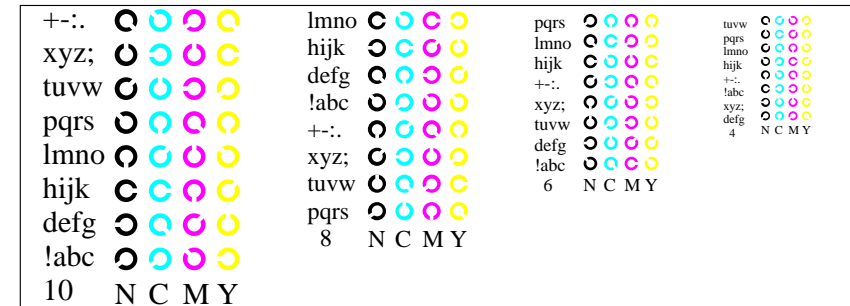 +-:.
xyz;
tuvw
pqrs
lmno
hijk
defg
!abc
10 N C M Y
lmno
hijk
defg
!abc
+-:.
xyz;
tuvw
pqrs
8 N C M Y
pqrs
lmno
hijk
+-:.
xyz;
tuvw
defg
!abc
6 N C M Y
tuvw
pqrs
lmno
hijk
+-:.
!abc
xyz;
defg
4 N C M Y